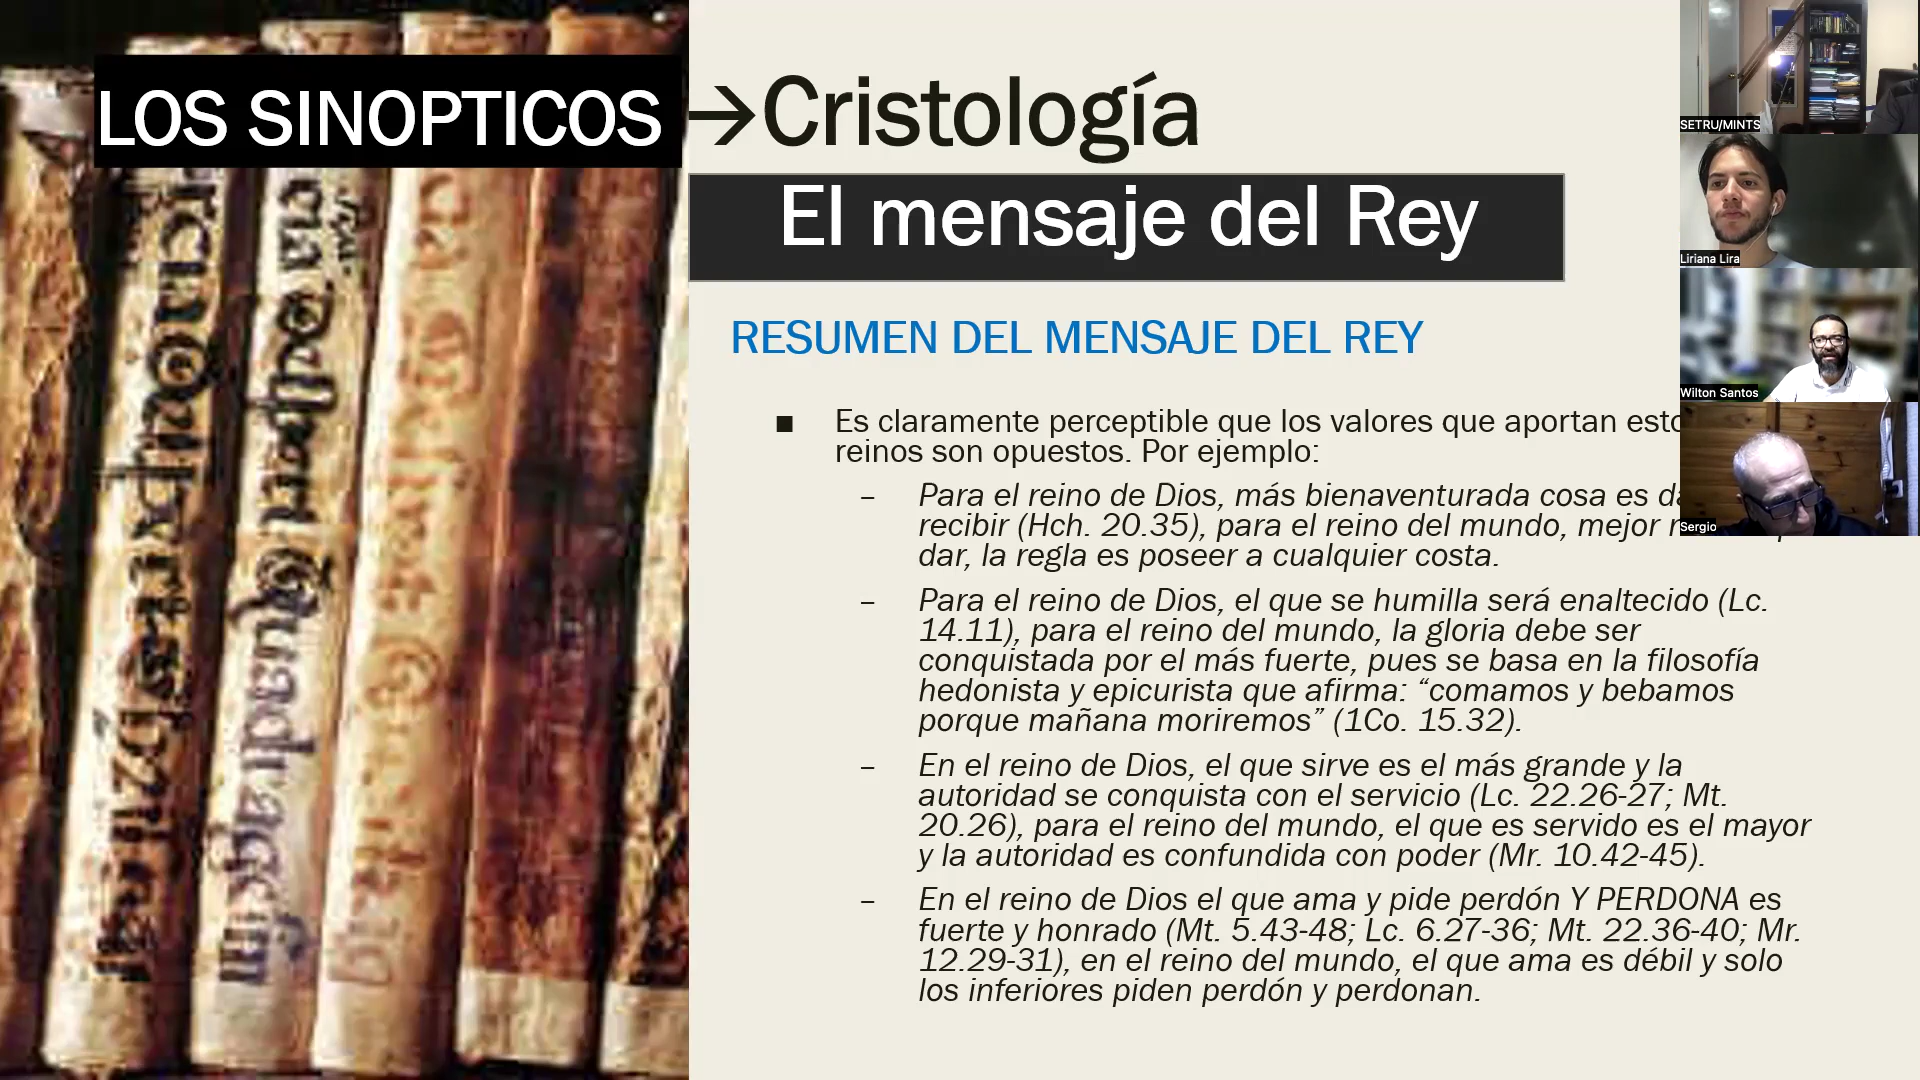 LOS SINOPTICOS →Cristología
El mensaje del Rey
RESUMEN DEL MENSAJE DEL REY
■ Es claramente perceptible que los valores que aportan
reinos son opuestos. Por ejemplo:
– Para el reino de Dios, más bienaventurada cosa es
recibir (Hch. 20.35), para el reino del mundo, mejor
dar, la regla es poseer a cualquier costa.
– Para el reino de Dios, el que se humilla será enaltecido (Lc.
14.11), para el reino del mundo, la gloria debe ser
conquistada por el más fuerte, pues se basa en la filosofía
hedonista y epicurista que afirma: “comamos y bebamos
porque mañana moriremos” (1Co. 15.32).
– En el reino de Dios, el que sirve es el más grande y la
autoridad se conquista con el servicio (Lc. 22.26-27; Mt.
20.26), para el reino del mundo, el que es servido es el mayor
y la autoridad es confundida con poder (Mr. 10.42-45).
– En el reino de Dios el que ama y pide perdón Y PERDONA es
fuerte y honrado (Mt. 5.43-48; Lc. 6.27-36; Mt. 22.36-40; Mr.
12.29-31), en el reino del mundo, el que ama es débil y solo
los inferiores piden perdón y perdonan.
SETRU/MINTS
Liriana Lira
Wilton Santos
Sergio